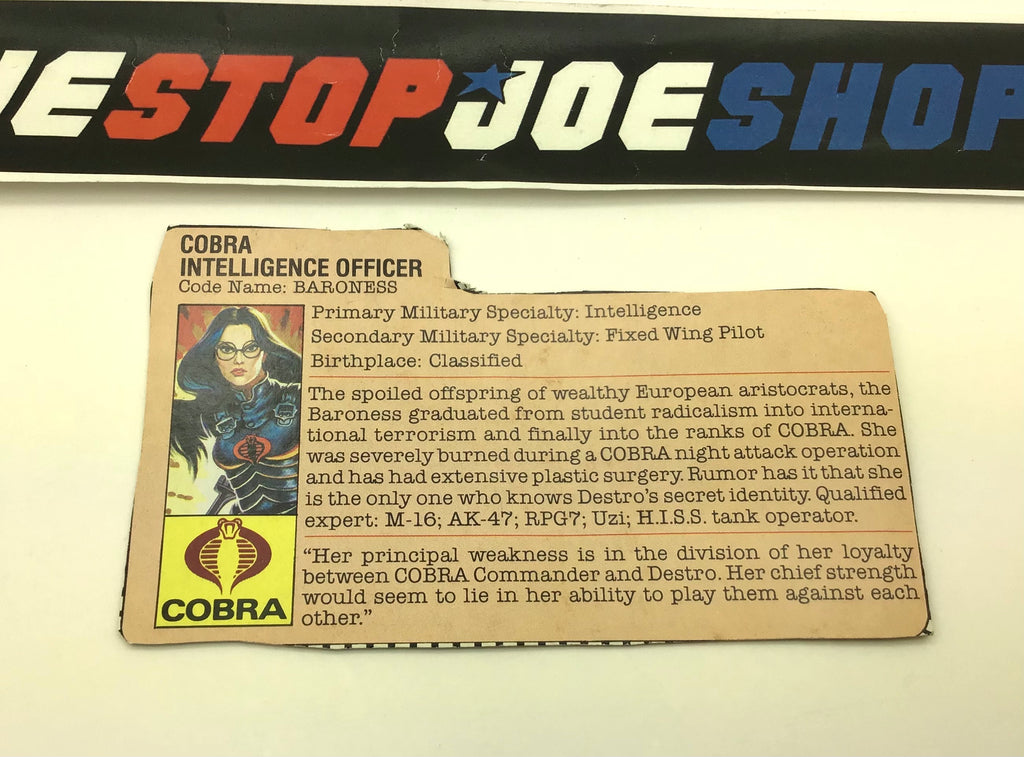 STOP JOE SHOP
COBRA
INTELLIGENCE OFFICER
Code Name: BARONESS
Primary Military Specialty: Intelligence
Secondary Military Specialty: Fixed Wing Pilot
Birthplace: Classified
The spoiled offspring of wealthy European aristocrats, the
Baroness graduated from student radicalism into interna-
tional terrorism and finally into the ranks of COBRA. She
was severely burned during a COBRA night attack operation
and has had extensive plastic surgery. Rumor has it that she
is the only one who knows Destro's secret identity. Qualified
expert: M-16; AK-47; RPG7; Uzi; H.I.S.S. tank operator.
"Her principal weakness is in the division of her loyalty
between COBRA Commander and Destro. Her chief strength
would seem to lie in her ability to play them against each
other."
COBRA